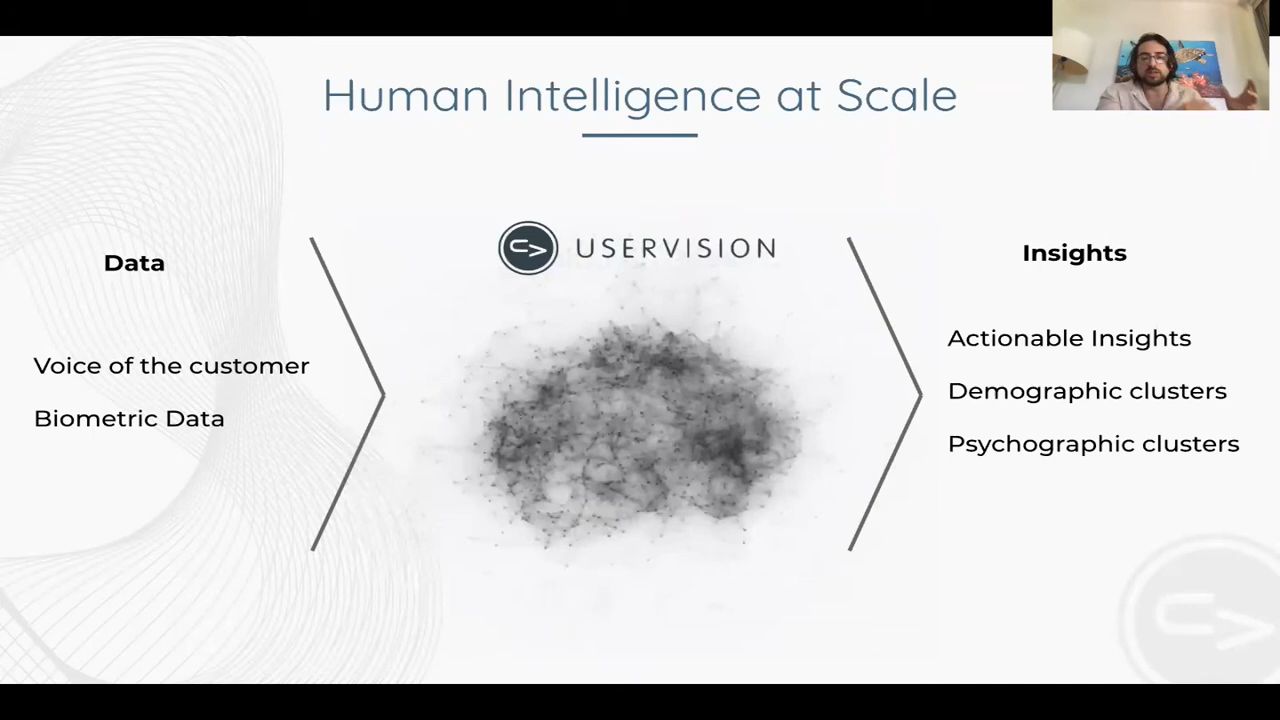 Human Intelligence at Scale
USERVISION
Data
Voice of the customer
Biometric Data
Insights
Actionable Insights
Demographic clusters
Psychographic clusters